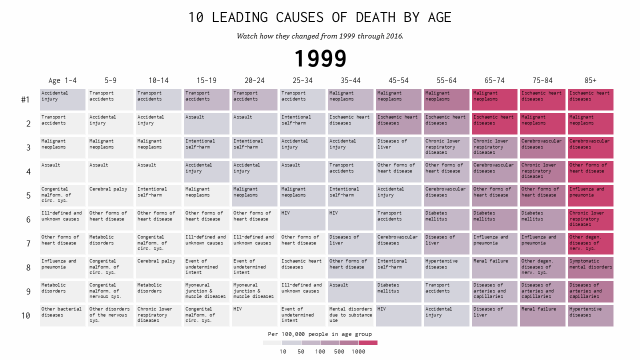 10 LEADING CAUSES OF DEATH BY AGE
Watch how they changed from 1999 through 2016.
1999
Age 1-4 5-9 10-14 15-19 20-24 25-34 35-44 45-54 55-64 65-74 75-84 85+
#1 Accidental injury Transport accidents Transport accidents Transport accidents Transport accidents Transport accidents Malignant neoplasms Malignant neoplasms Malignant neoplasms Malignant neoplasms Ischaemic heart diseases Ischaemic heart diseases
2 Transport accidents Accidental injury Accidental injury Assault Assault Intentional self-harm Ischaemic heart diseases Ischaemic heart diseases Ischaemic heart diseases Ischaemic heart diseases Malignant neoplasms Malignant neoplasms
3 Malignant neoplasms Malignant neoplasms Malignant neoplasms Intentional self-harm Intentional self-harm Accidental injury Accidental injury Diseases of liver Chronic lower respiratory diseases Chronic lower respiratory diseases Cerebrovascular diseases Cerebrovascular diseases
4 Assault Assault Assault Accidental injury Accidental injury Assault Transport accidents Other forms of heart disease Other forms of heart disease Cerebrovascular diseases Chronic lower respiratory diseases Other forms of heart disease
5 Congenital malform. of circ. sys. Cerebral palsy Intentional self-harm Malignant neoplasms Malignant neoplasms Malignant neoplasms Intentional self-harm Accidental injury Cerebrovascular diseases Other forms of heart disease Other forms of heart disease Influenza and pneumonia
6 Ill-defined and unknown causes Other forms of heart disease Other forms of heart disease Other forms of heart disease Other forms of heart disease HIV HIV Transport accidents Diabetes mellitus Diabetes mellitus Diabetes mellitus Chronic lower respiratory diseases
7 Other forms of heart disease Metabolic disorders Congenital malform. of circ. sys. Ill-defined and unknown causes Ill-defined and unknown causes Other forms of heart disease Diseases of liver Cerebrovascular diseases Diseases of liver Influenza and pneumonia Influenza and pneumonia Other degen. diseases of nerv. sys.
8 Influenza and pneumonia Congenital malform. of circ. sys. Cerebral palsy Event of undetermined intent Event of undetermined intent Ischaemic heart diseases Other forms of heart disease Intentional self-harm Hypertensive diseases Renal failure Other degen. diseases of nerv. sys. Symptomatic mental disorders
9 Metabolic disorders Congenital malform. of nervous sys. Metabolic disorders Myoneural junction & muscle diseases Myoneural junction & muscle diseases Ill-defined and unknown causes Assault Diabetes mellitus Transport accidents Diseases of arteries and capillaries Diseases of arteries and capillaries Diseases of arteries and capillaries
10 Other bacterial diseases Other disorders of the nervous sys. Chronic lower respiratory diseases Congenital malform. of circ. sys. HIV Event of undetermined intent Mental disorders due to substance use HIV Accidental injury Diseases of liver Renal failure Hypertensive diseases
Per 100,000 people in age group
10 50 100 500 1000